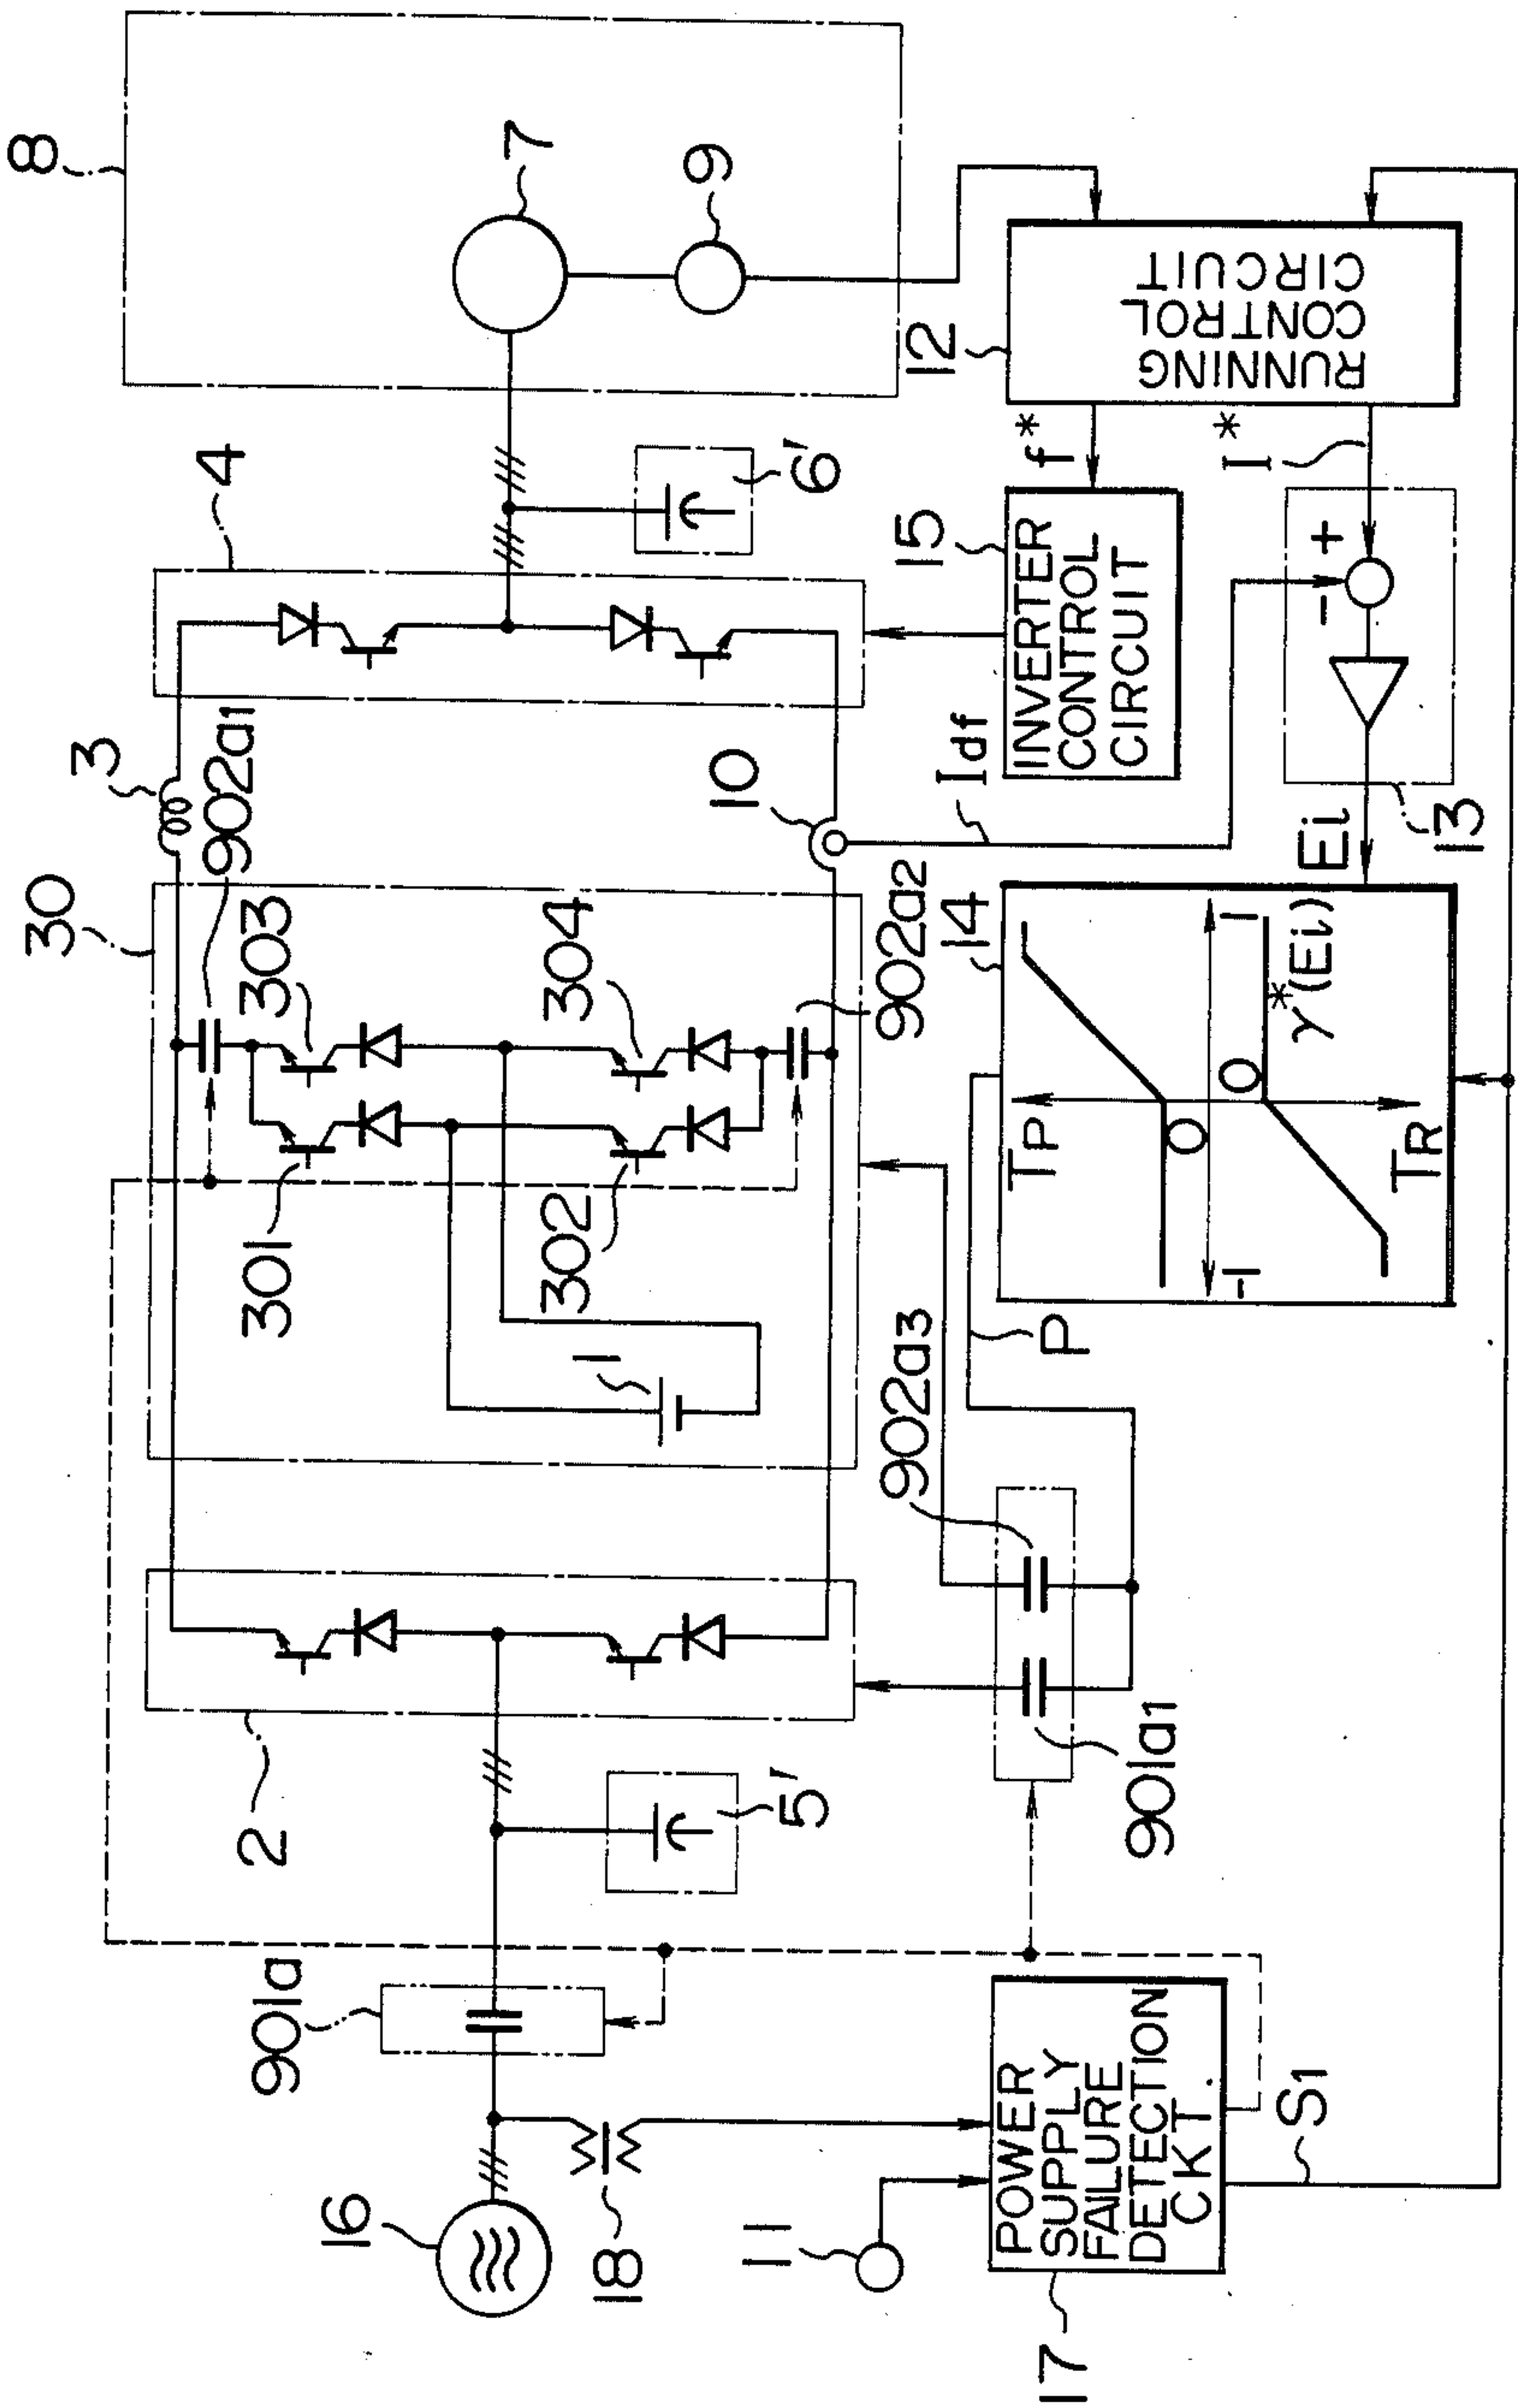 8
7
9
4
6'
3
902a1
30
303
304
10
902a2
301
302
1
2
5'
901a
16
18
11
17
POWER
SUPPLY
FAILURE
DETECTION
CKT
S1
901a1
902a3
P
14
TP
TR
0
0
1
-1
γ*(Ei)
Ei
13
Idf
15
INVERTER
CONTROL
CIRCUIT
f*
I*
+
-
12
RUNNING
CONTROL
CIRCUIT